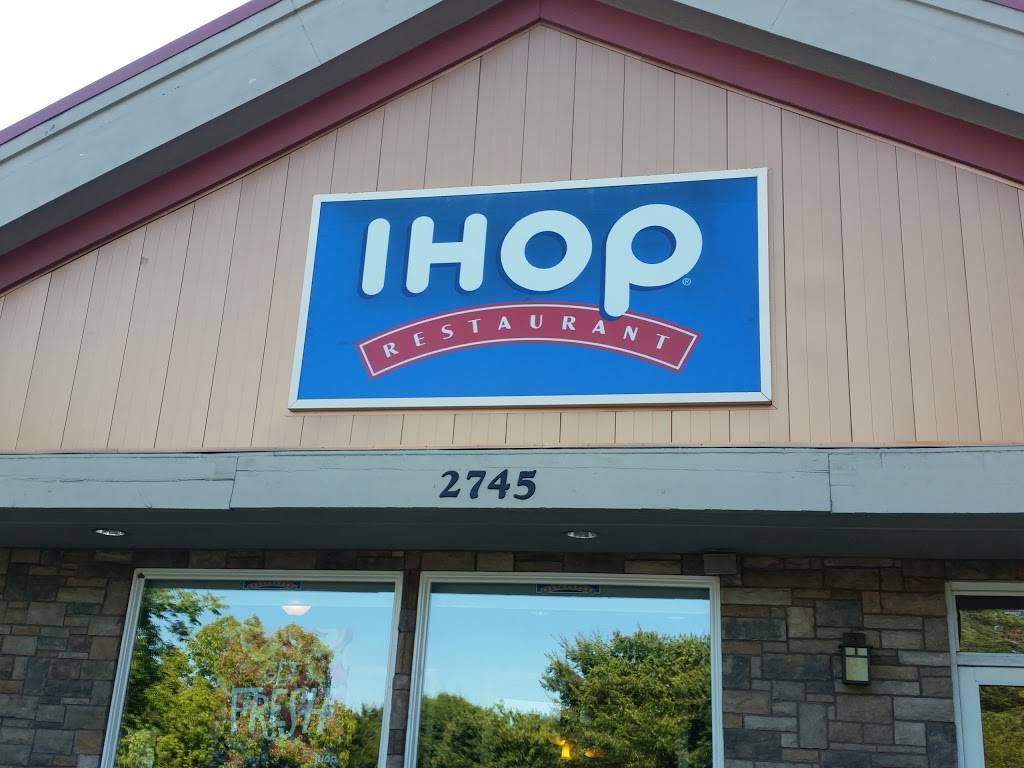 IHOP
®
RESTAURANT
2745
FRESH